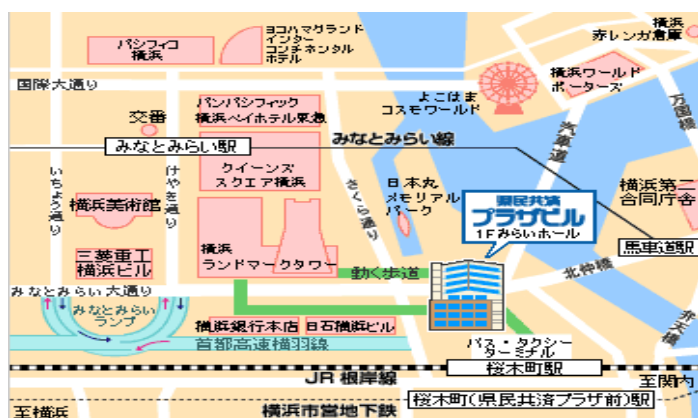 パシフィコ
横浜
ヨコハマグランド
インター
コンチネンタル
ホテル
横浜
赤レンガ倉庫
国際大通り
交番
パンパシフィック
横浜ベイホテル東急
よこはま
コスモワールド
横浜ワールド
ポーターズ
万国橋
汽車道
みなとみらい線
みなとみらい駅
いちょう通り
けやき通り
クイーンズ
スクエア横浜
さくら通り
日本丸
メモリアル
パーク
県民共済
プラザビル
1Fみらいホール
横浜第二
合同庁舎
馬車道駅
横浜美術館
三菱重工
横浜ビル
横浜
ランドマークタワー
動く歩道
北仲橋
みなとみらい大通り
みなとみらい
ランプ
横浜銀行本店
日石横浜ビル
首都高速横羽線
バス・タクシー
ターミナル
弁天橋
桜木町駅
JR根岸線
至関内
至横浜
横浜市営地下鉄
桜木町(県民共済プラザ前)駅